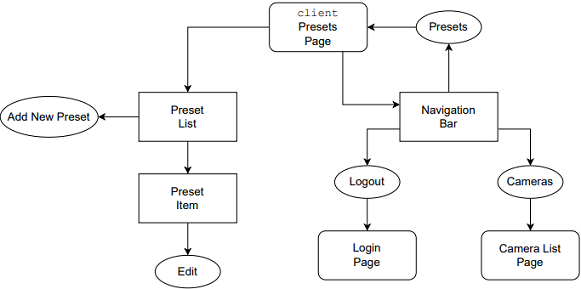 client
Presets
Page
Presets
Add New Preset
Preset
List
Navigation
Bar
Preset
Item
Logout
Cameras
Edit
Login
Page
Camera List
Page